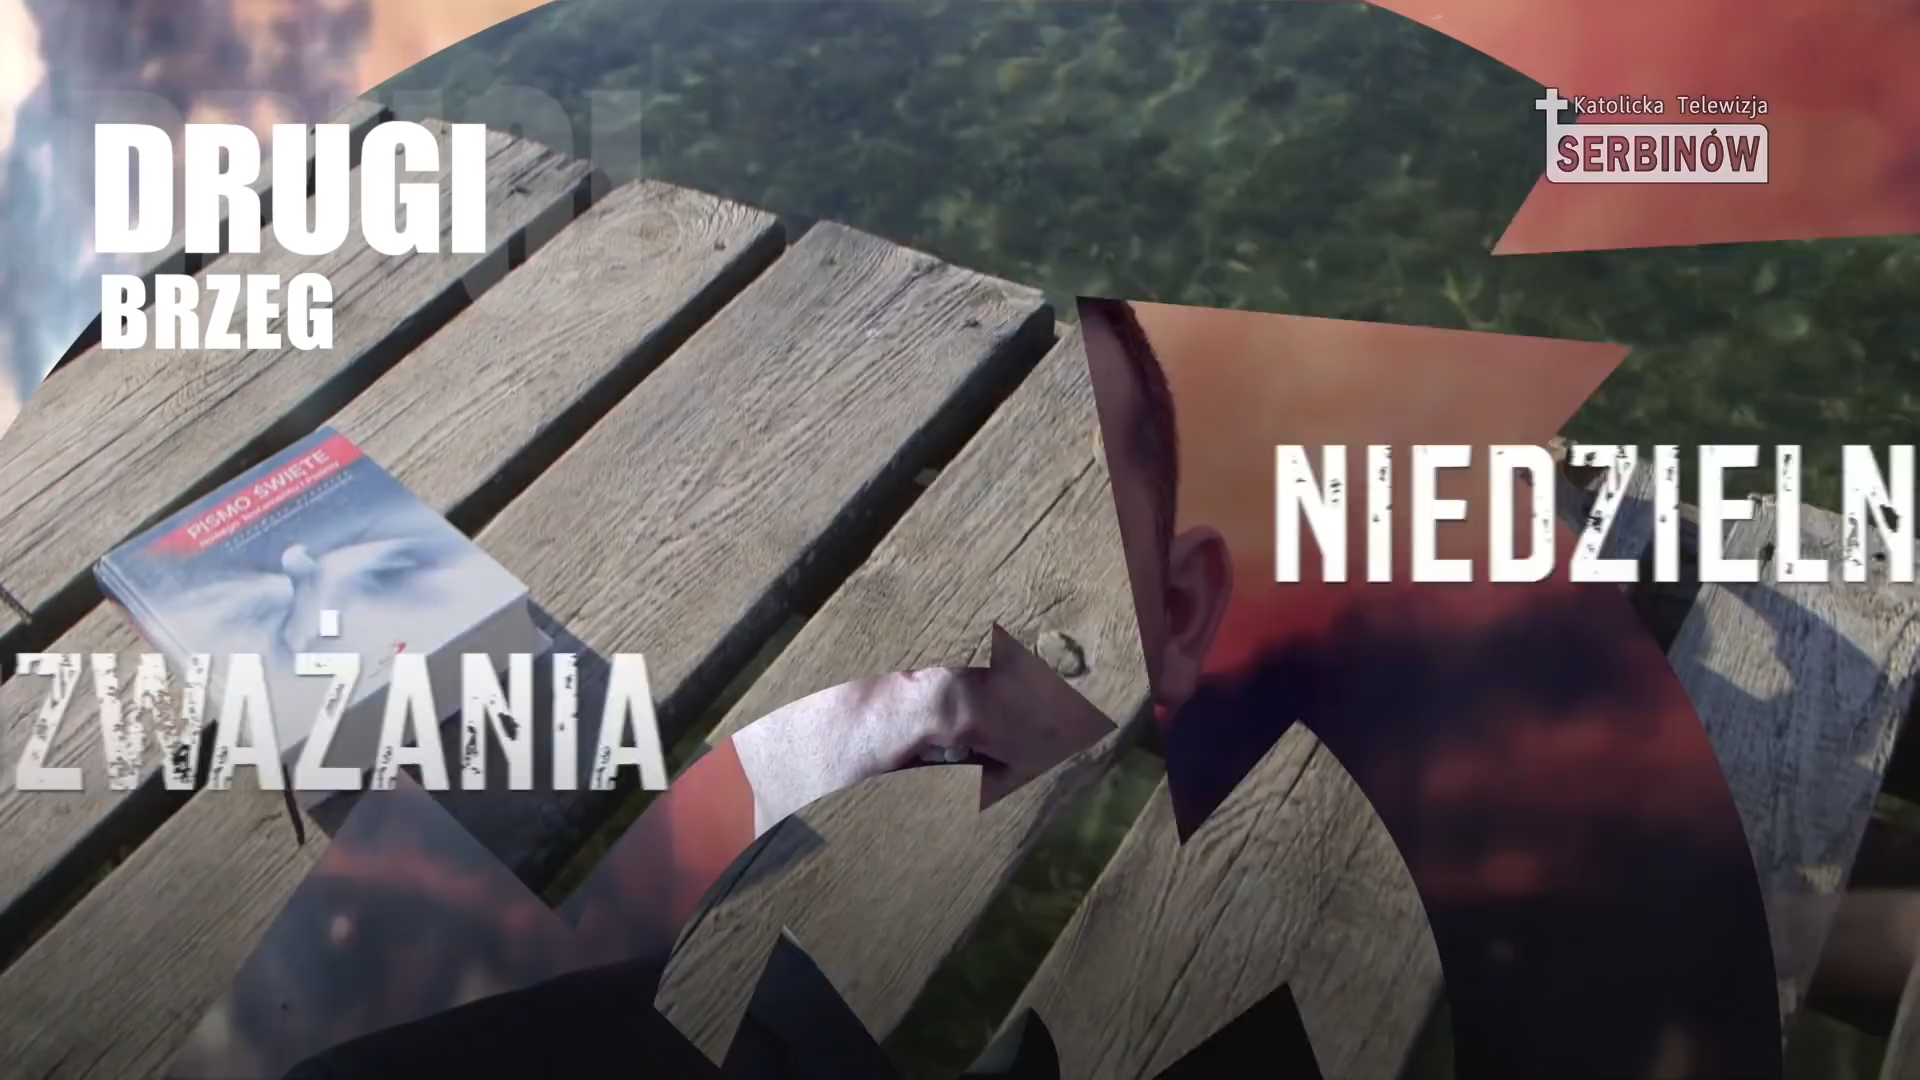 DRUGI
BRZEG
Katolicka Telewizja
SERBINÓW
NIEDZIELN
PISMO ŚWIĘTE
ZWAŻANIA